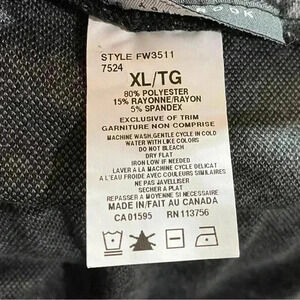 STYLE FW3511
7524
XL/TG
80% POLYESTER
15% RAYONNE/RAYON
5% SPANDEX
EXCLUSIVE OF TRIM
GARNITURE NON COMPRISE
MACHINE WASH,GENTLE CYCLE IN COLD
WATER WITH LIKE COLORS
DO NOT BLEACH
DRY FLAT
IRON LOW IF NEEDED
LAVER A LA MACHINE CYCLE DELICAT
A L'EAU FROIDE AVEC COULEURS SIMILAIRES
NE PAS JAVELLISER
SECHER A PLAT
REPASSER A MOYENNE SI NECESSAIRE
MADE IN/FAIT AU CANADA
CA 01595 RN 113756